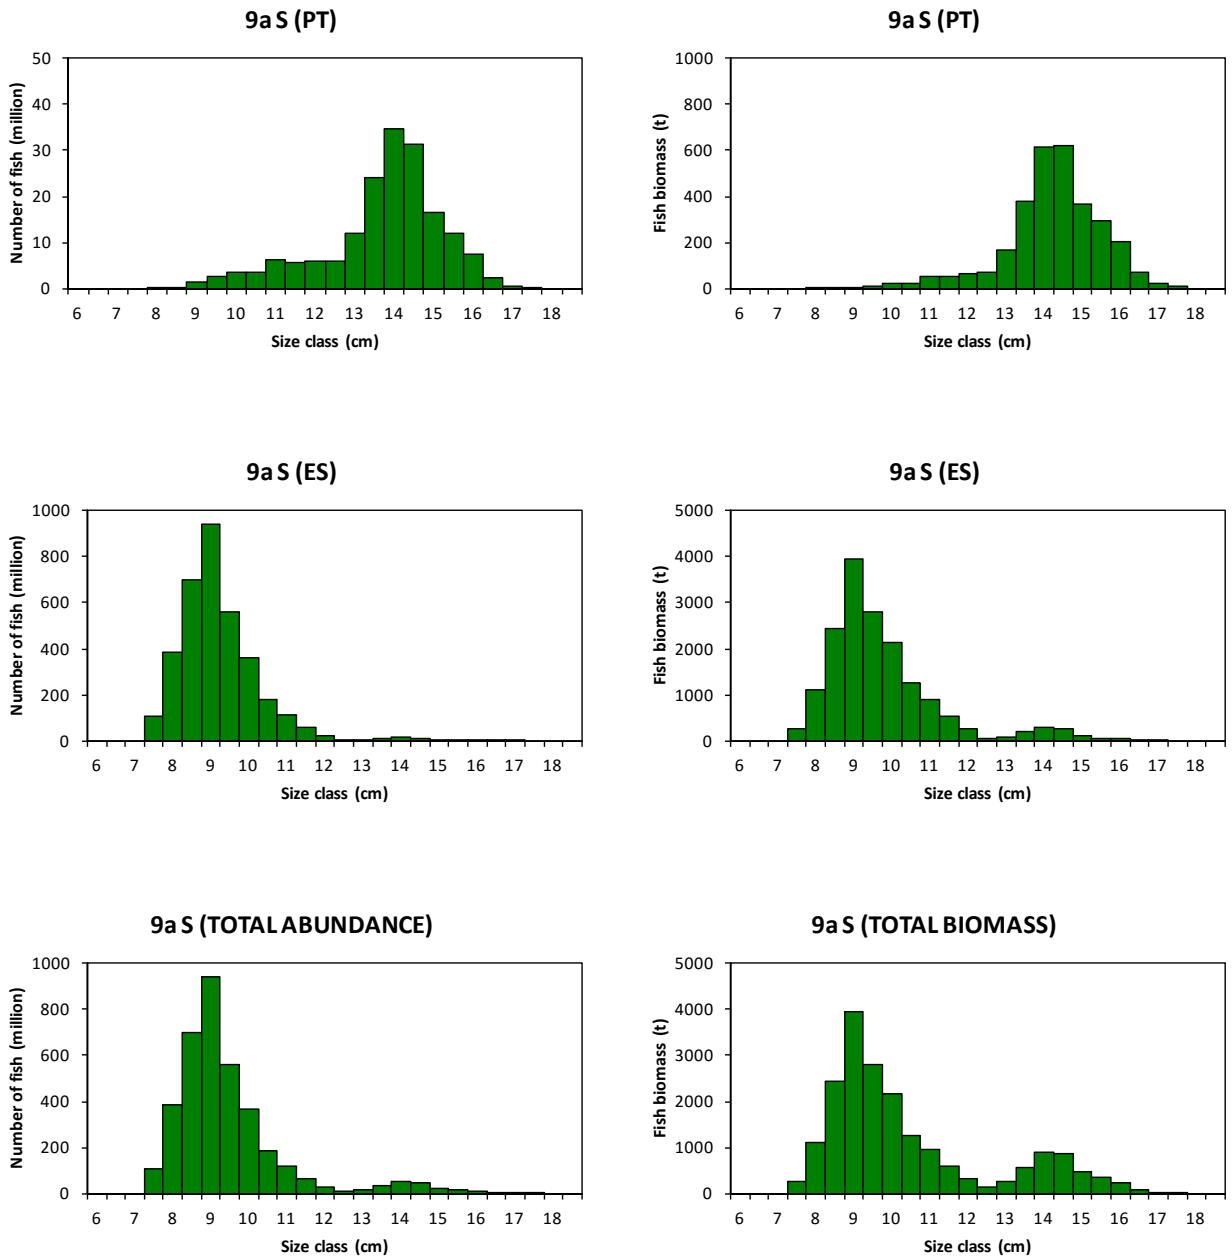 9a S (PT)
Number of fish (million)
50
40
30
20
10
0
6 7 8 9 10 11 12 13 14 15 16 17 18
Size class (cm)
9a S (PT)
Fish biomass (t)
1000
800
600
400
200
0
6 7 8 9 10 11 12 13 14 15 16 17 18
Size class (cm)
9a S (ES)
Number of fish (million)
1000
800
600
400
200
0
6 7 8 9 10 11 12 13 14 15 16 17 18
Size class (cm)
9a S (ES)
Fish biomass (t)
5000
4000
3000
2000
1000
0
6 7 8 9 10 11 12 13 14 15 16 17 18
Size class (cm)
9a S (TOTAL ABUNDANCE)
Number of fish (million)
1000
800
600
400
200
0
6 7 8 9 10 11 12 13 14 15 16 17 18
Size class (cm)
9a S (TOTAL BIOMASS)
Fish biomass (t)
5000
4000
3000
2000
1000
0
6 7 8 9 10 11 12 13 14 15 16 17 18
Size class (cm)